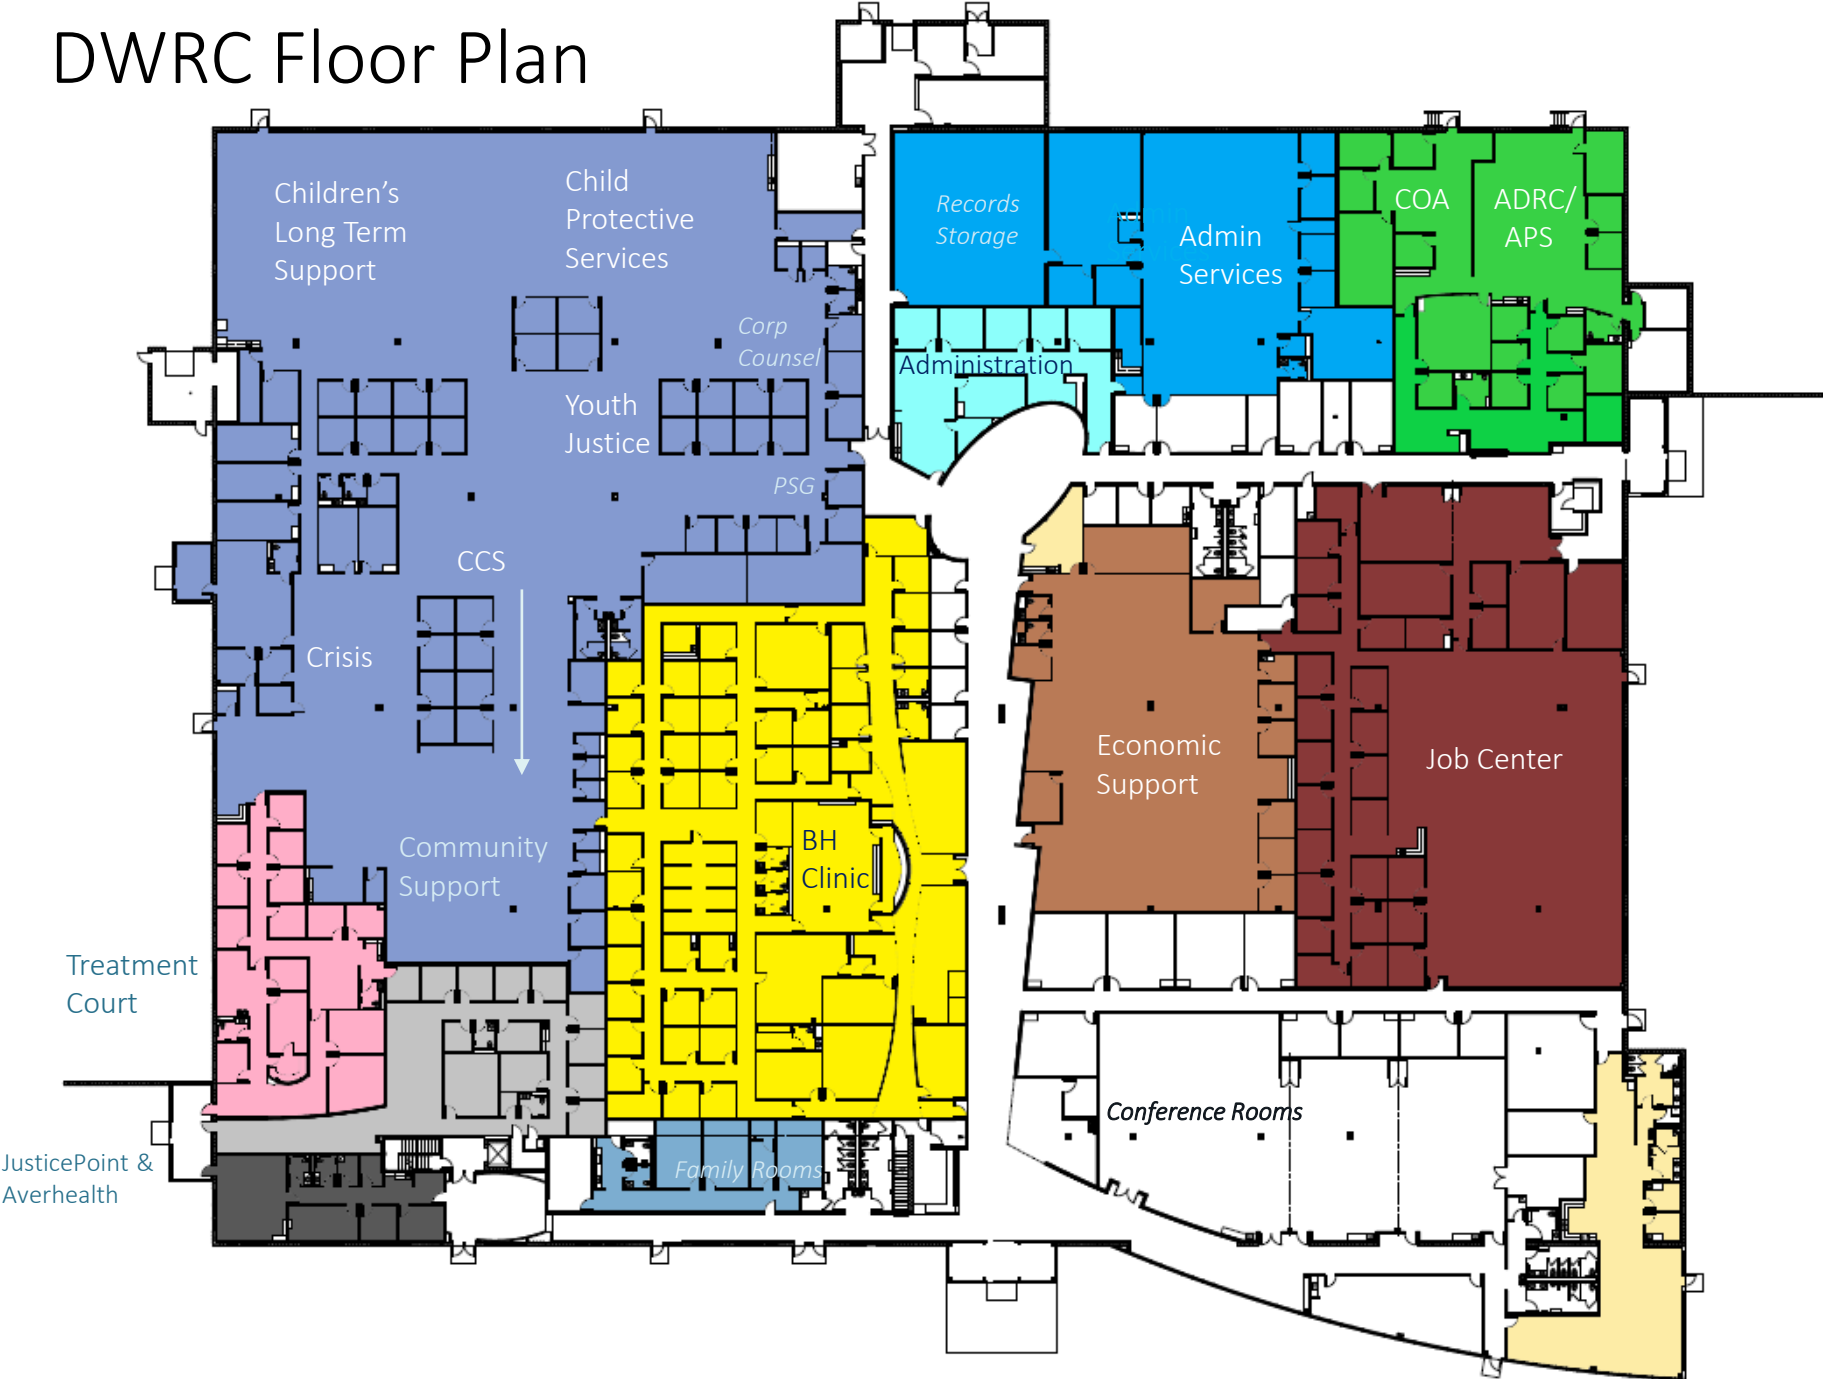 DWRC Floor Plan
Children’s
Long Term
Support
Child
Protective
Services
Records
Storage
Admin
Services
COA
ADRC/
APS
Corp
Counsel
Administration
Youth
Justice
PSG
CCS
Crisis
Economic
Support
Job Center
Community
Support
BH
Clinic
Treatment
Court
Conference Rooms
JusticePoint &
Averhealth
Family Rooms